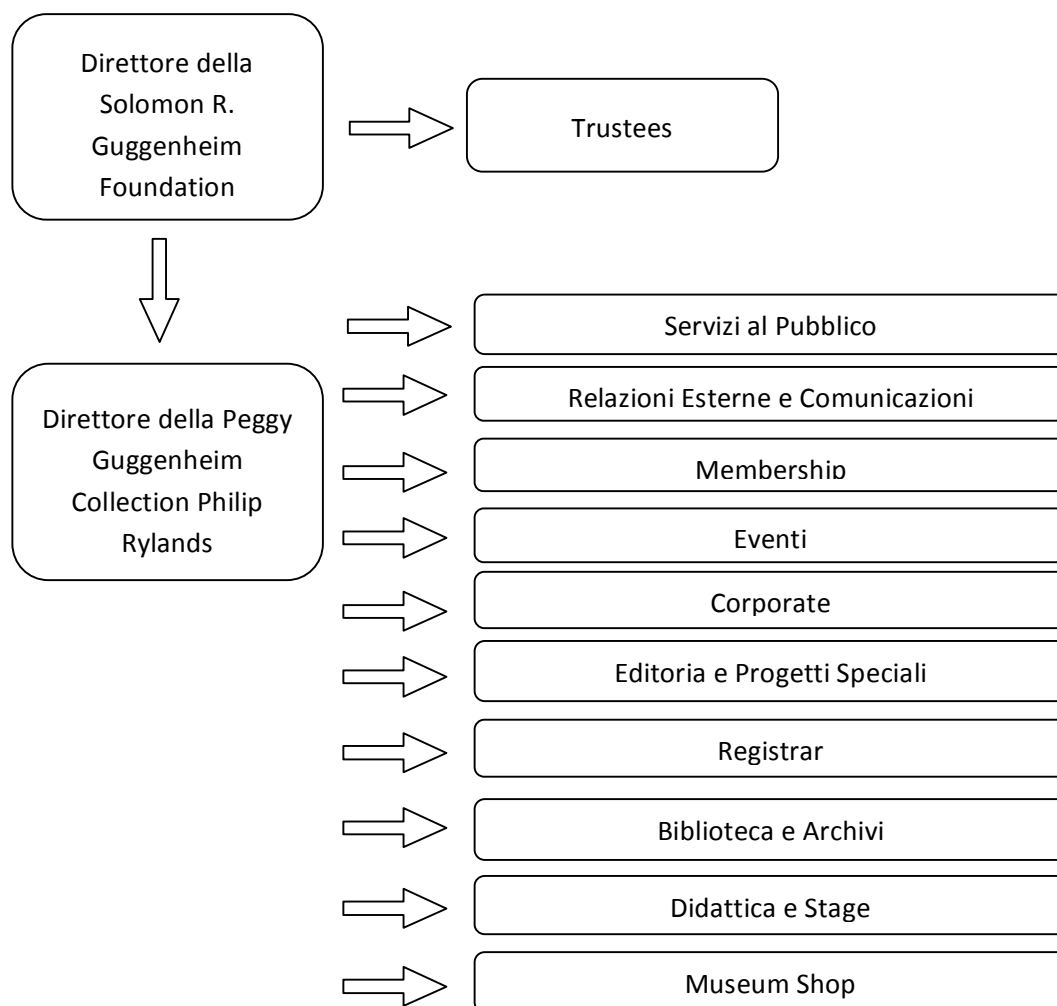 Direttore della
Solomon R.
Guggenheim
Foundation
Trustees
Direttore della Peggy
Guggenheim
Collection Philip
Rylands
Servizi al Pubblico
Relazioni Esterne e Comunicazioni
Membership
Eventi
Corporate
Editoria e Progetti Speciali
Registrar
Biblioteca e Archivi
Didattica e Stage
Museum Shop